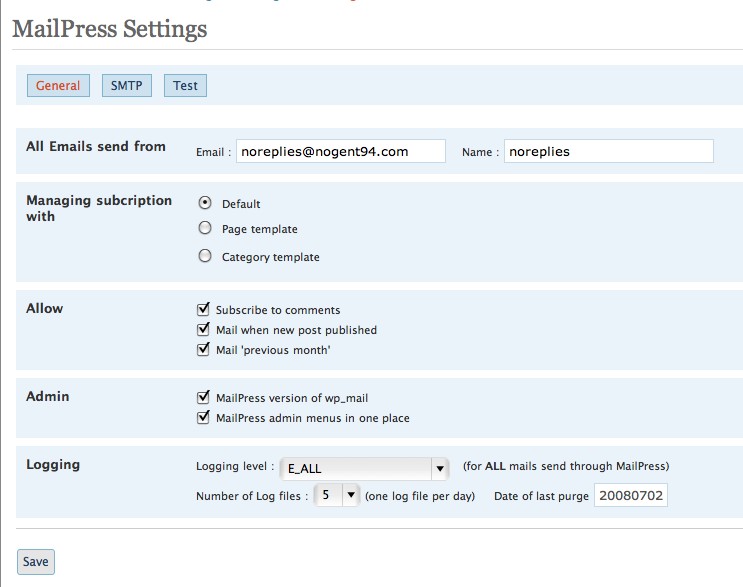 MailPress Settings
General SMTP Test
All Emails send from Email : noreplies@nogent94.com Name : noreplies
Managing subcription
with
Default
Page template
Category template
Allow
Subscribe to comments
Mail when new post published
Mail 'previous month'
Admin
MailPress version of wp_mail
MailPress admin menus in one place
Logging
Logging level : E_ALL (for ALL mails send through MailPress)
Number of Log files : 5 (one log file per day) Date of last purge 20080702
Save